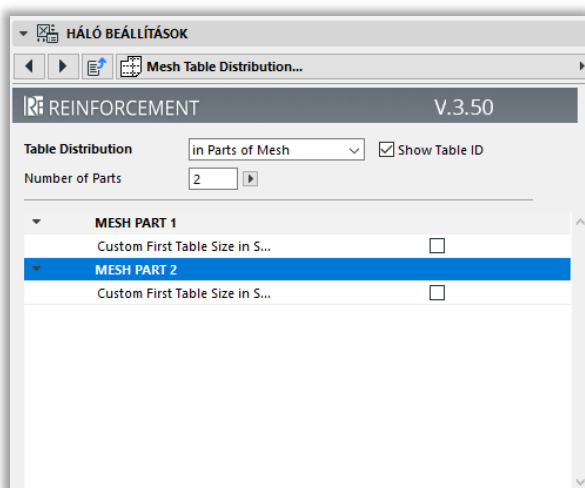 HÁLÓ BEÁLLÍTÁSOK
Mesh Table Distribution...
REINFORCEMENT V.3.50
Table Distribution in Parts of Mesh Show Table ID
Number of Parts 2
MESH PART 1
Custom First Table Size in S...
MESH PART 2
Custom First Table Size in S...